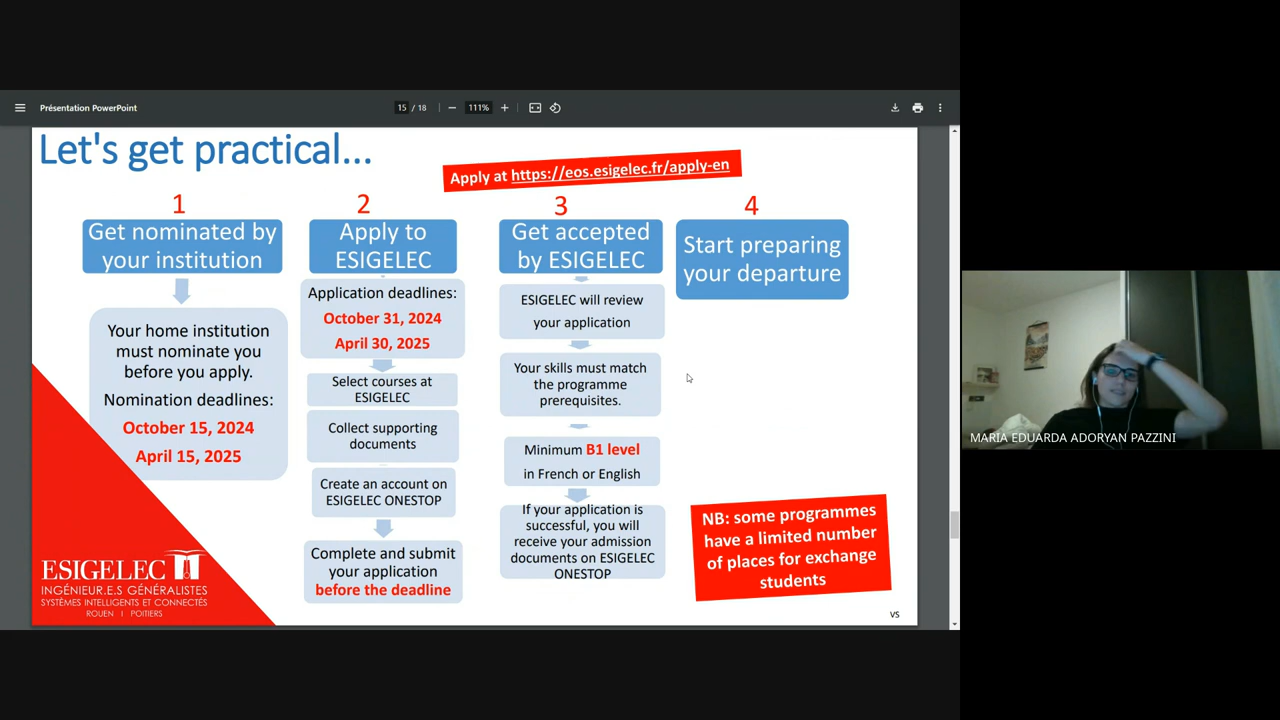 Présentation PowerPoint
15 / 18
111%
Let's get practical...
Apply at https://eos.esigelec.fr/apply-en
1
Get nominated by
your institution
Your home institution
must nominate you
before you apply.
Nomination deadlines:
October 15, 2024
April 15, 2025
2
Apply to
ESIGELEC
Application deadlines:
October 31, 2024
April 30, 2025
Select courses at
ESIGELEC
Collect supporting
documents
Create an account on
ESIGELEC ONESTOP
Complete and submit
your application
before the deadline
3
Get accepted
by ESIGELEC
ESIGELEC will review
your application
Your skills must match
the programme
prerequisites.
Minimum B1 level
in French or English
If your application is
successful, you will
receive your admission
documents on ESIGELEC
ONESTOP
4
Start preparing
your departure
NB: some programmes
have a limited number
of places for exchange
students
ESIGELEC
INGÉNIEUR.E.S GÉNÉRALISTES
SYSTÈMES INTELLIGENTS ET CONNECTÉS
ROUEN | POITIERS
VS
MARIA EDUARDA ADORYAN PAZZINI